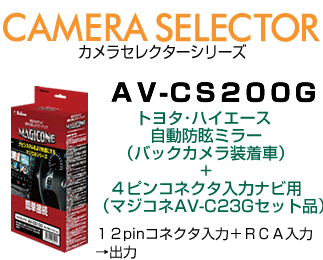 CAMERA SELECTOR
カメラセレクターシリーズ
AV-CS200G
トヨタ・ハイエース
自動防眩ミラー
（バックカメラ装着車）
+
４ピンコネクタ入力ナビ用
（マジコネAV-C23Gセット品）
１２pinコネクタ入力＋ＲＣＡ入力
→出力
MAGICONE
簡単接続